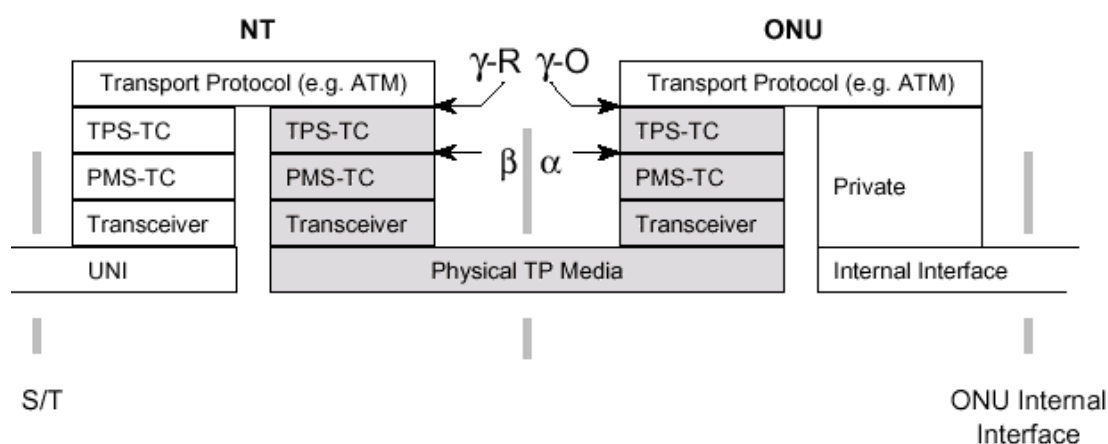 NT
ONU
γ-R γ-O
Transport Protocol (e.g. ATM)
Transport Protocol (e.g. ATM)
TPS-TC
TPS-TC
TPS-TC
β
α
PMS-TC
PMS-TC
PMS-TC
Private
Transceiver
Transceiver
Transceiver
UNI
Physical TP Media
Internal Interface
S/T
ONU Internal
Interface